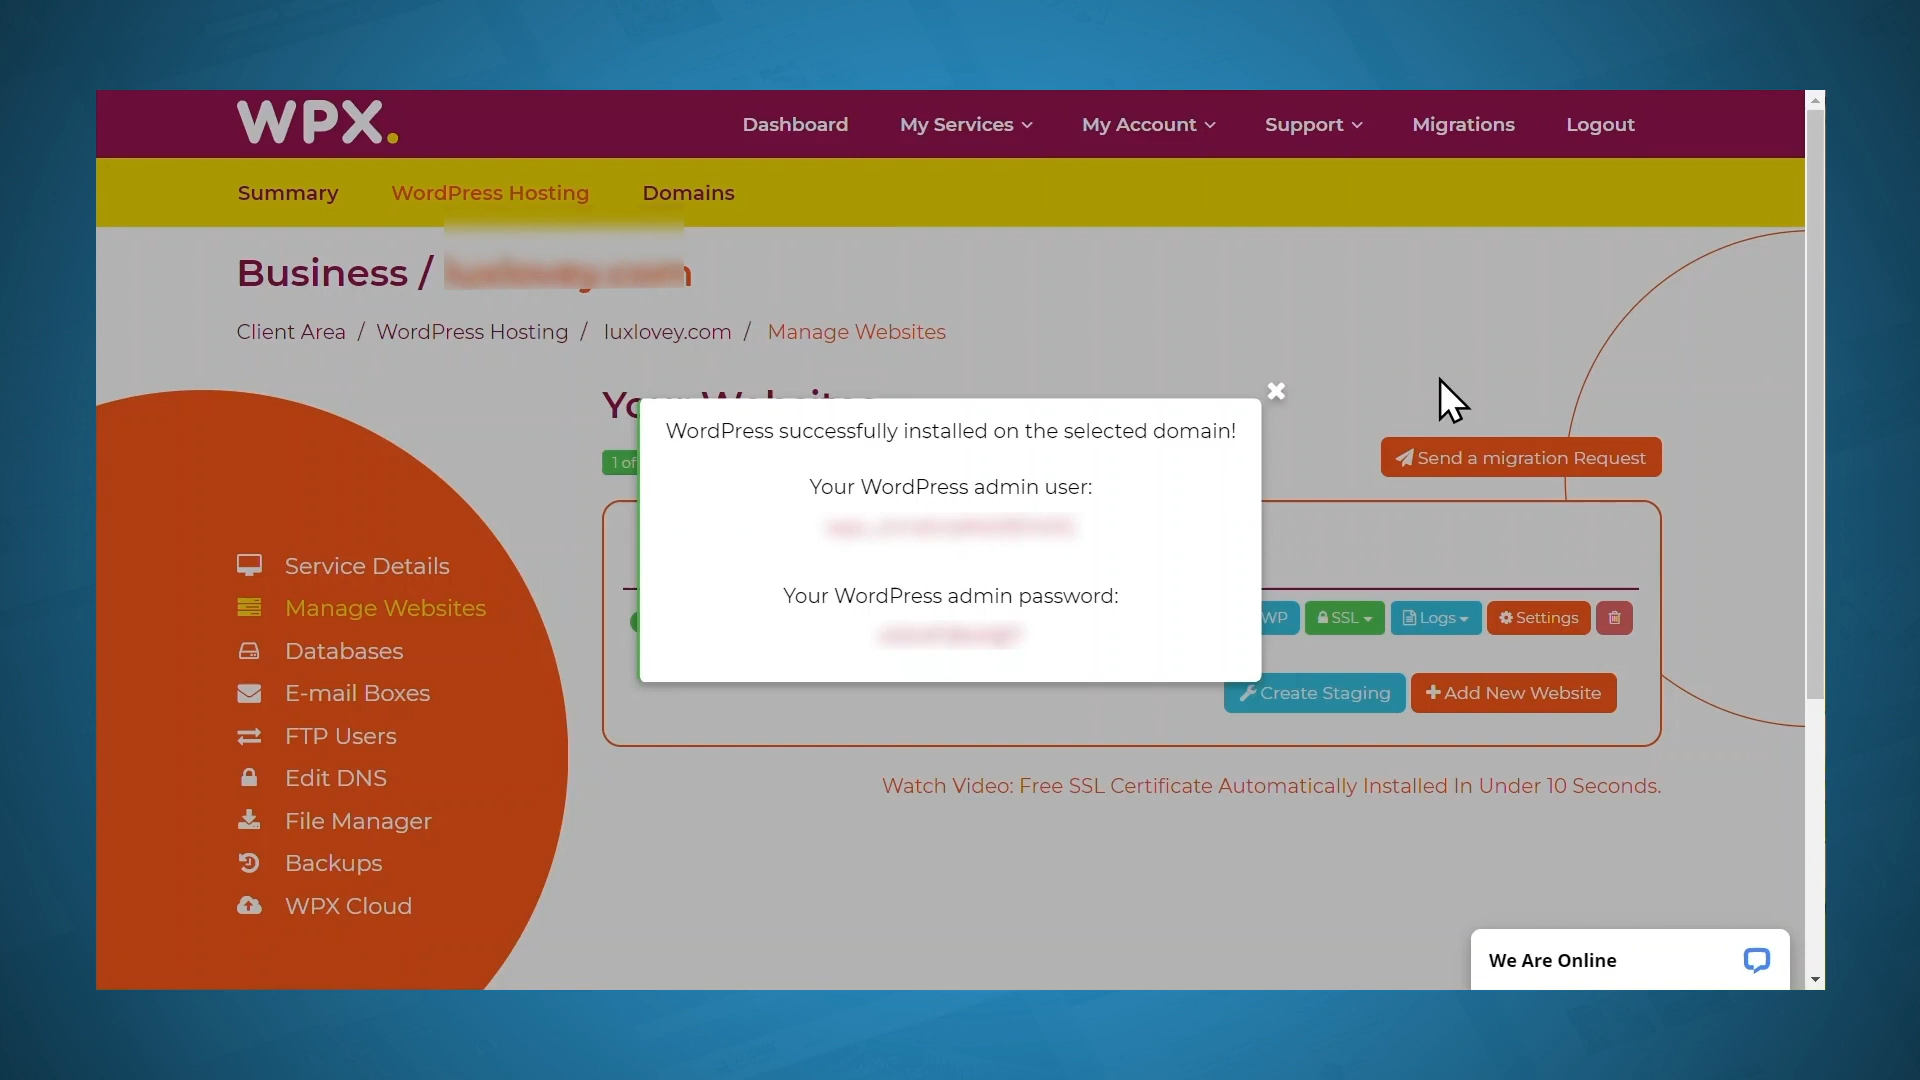 WPX.
Dashboard My Services My Account Support Migrations Logout
Summary WordPress Hosting Domains
Business /
Client Area / WordPress Hosting / luxlovey.com / Manage Websites
WordPress successfully installed on the selected domain!
Your WordPress admin user:
Your WordPress admin password:
1 of
Send a migration Request
WP SSL Logs Settings
Create Staging Add New Website
Watch Video: Free SSL Certificate Automatically Installed In Under 10 Seconds.
Service Details
Manage Websites
Databases
E-mail Boxes
FTP Users
Edit DNS
File Manager
Backups
WPX Cloud
We Are Online